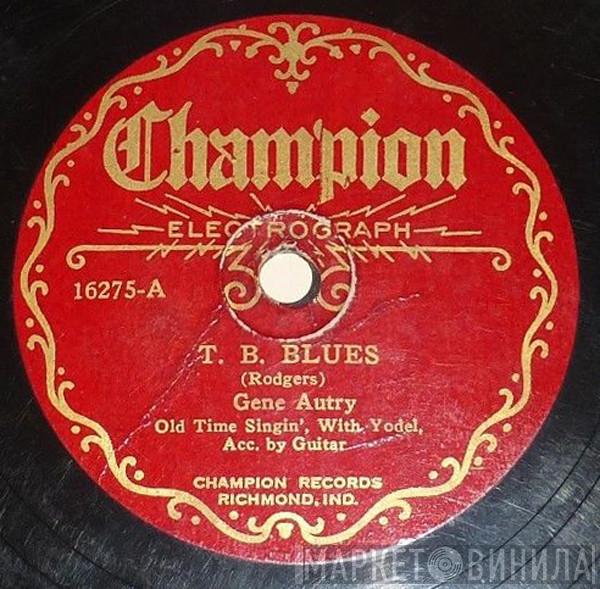 Champion
ELECTROGRAPH
16275-A
T. B. BLUES
(Rodgers)
Gene Autry
Old Time Singin', With Yodel,
Acc. by Guitar
CHAMPION RECORDS
RICHMOND, IND.
МАРКЕТ ВИНИЛА